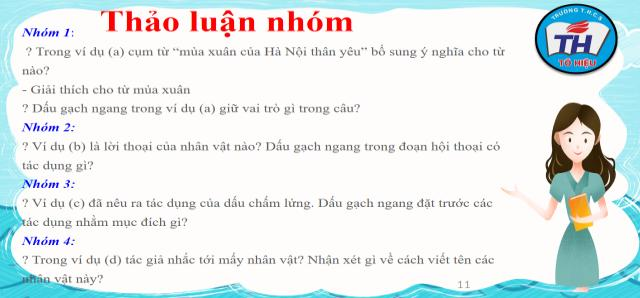 Thảo luận nhóm
TRƯỜNG T.H.C.S
TH
TÔ HIỆU
Nhóm 1:
? Trong ví dụ (a) cụm từ “mùa xuân của Hà Nội thân yêu” bổ sung ý nghĩa cho từ
nào?
- Giải thích cho từ mùa xuân
? Dấu gạch ngang trong ví dụ (a) giữ vai trò gì trong câu?
Nhóm 2:
? Ví dụ (b) là lời thoại của nhân vật nào? Dấu gạch ngang trong đoạn hội thoại có
tác dụng gì?
Nhóm 3:
? Ví dụ (c) đã nêu ra tác dụng của dấu chấm lửng. Dấu gạch ngang đặt trước các
tác dụng nhằm mục đích gì?
Nhóm 4:
? Trong ví dụ (d) tác giả nhắc tới mấy nhân vật? Nhận xét gì về cách viết tên các
nhân vật này?
11